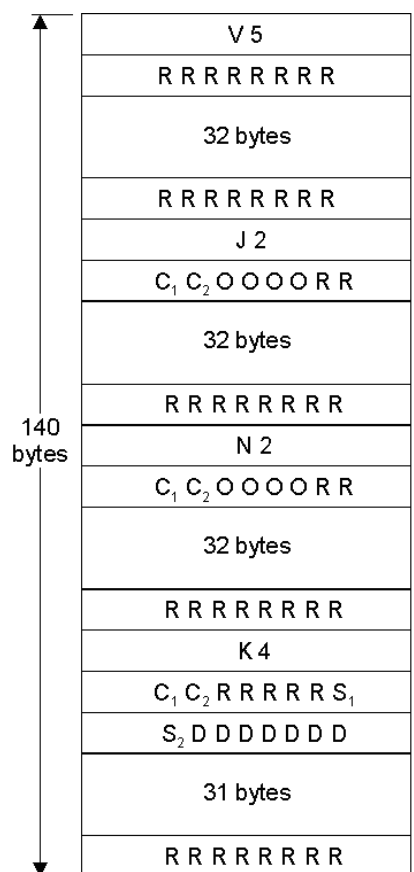 V 5
R R R R R R R R
32 bytes
R R R R R R R R
J 2
C₁ C₂ O O O O R R
32 bytes
R R R R R R R R
140
bytes
N 2
C₁ C₂ O O O O R R
32 bytes
R R R R R R R R
K 4
C₁ C₂ R R R R R S₁
S₂ D D D D D D D
31 bytes
R R R R R R R R